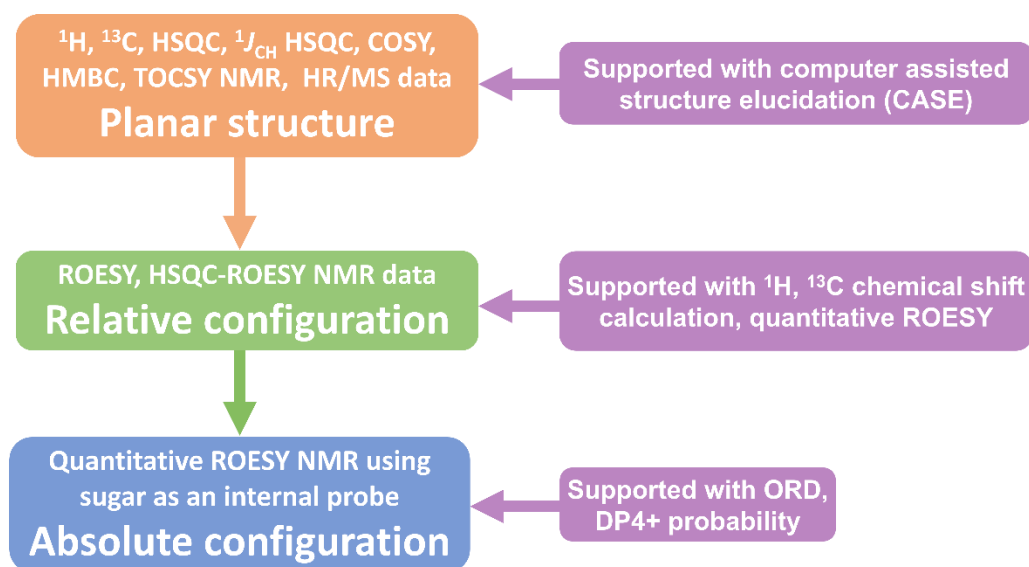 ¹H, ¹³C, HSQC, ¹J_CH HSQC, COSY,
HMBC, TOCSY NMR, HR/MS data
Planar structure
Supported with computer assisted
structure elucidation (CASE)
ROESY, HSQC-ROESY NMR data
Relative configuration
Supported with ¹H, ¹³C chemical shift
calculation, quantitative ROESY
Quantitative ROESY NMR using
sugar as an internal probe
Absolute configuration
Supported with ORD,
DP4+ probability